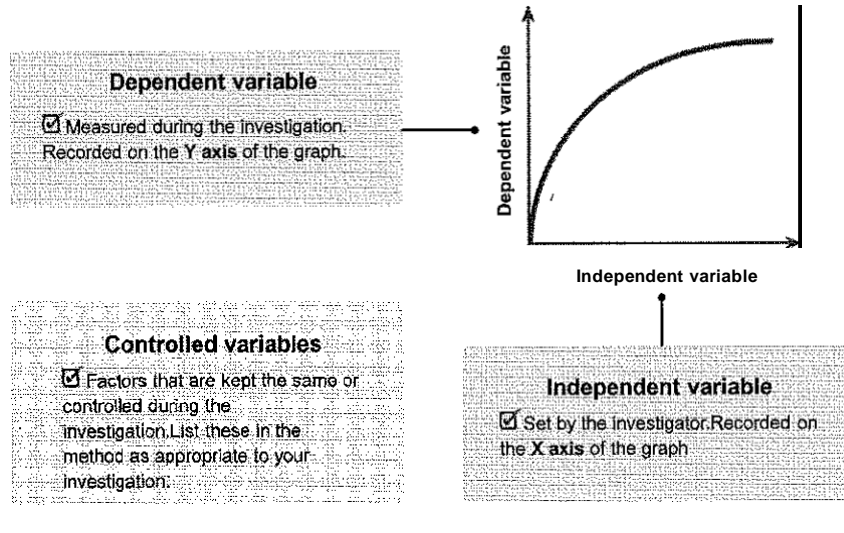 Dependent variable
Measured during the investigation.
Recorded on the Y axis of the graph.
Dependent variable
Independent variable
Controlled variables
Factors that are kept the same or
controlled during the
investigation.List these in the
method as appropriate to your
investigation.
Independent variable
Set by the investigator.Recorded on
the X axis of the graph